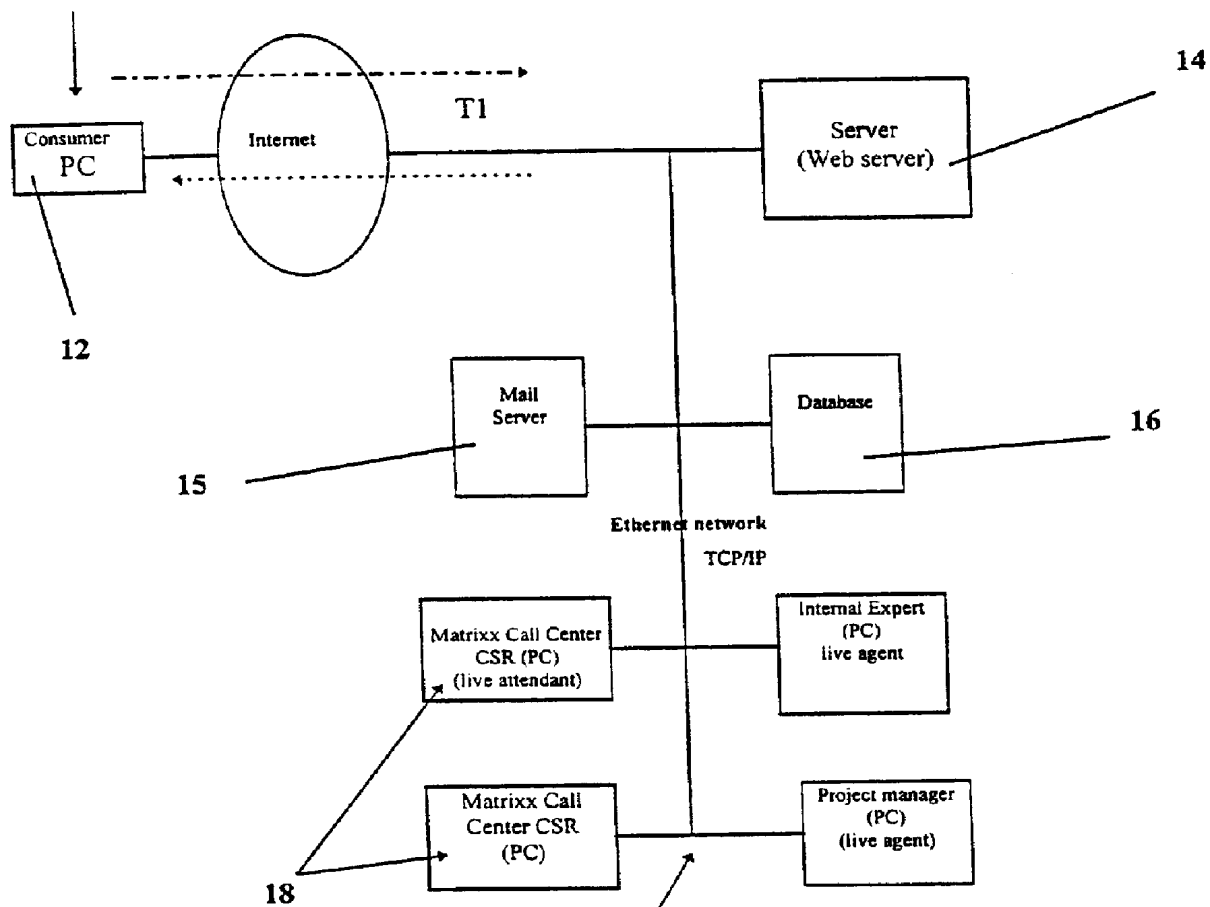 14
T1
Consumer
PC
Internet
Server
(Web server)
12
Mail
Server
Database
16
15
Ethernet network
TCP/IP
Matrixx Call Center
CSR (PC)
(live attendant)
Internal Expert
(PC)
live agent
Matrixx Call
Center CSR
(PC)
Project manager
(PC)
(live agent)
18